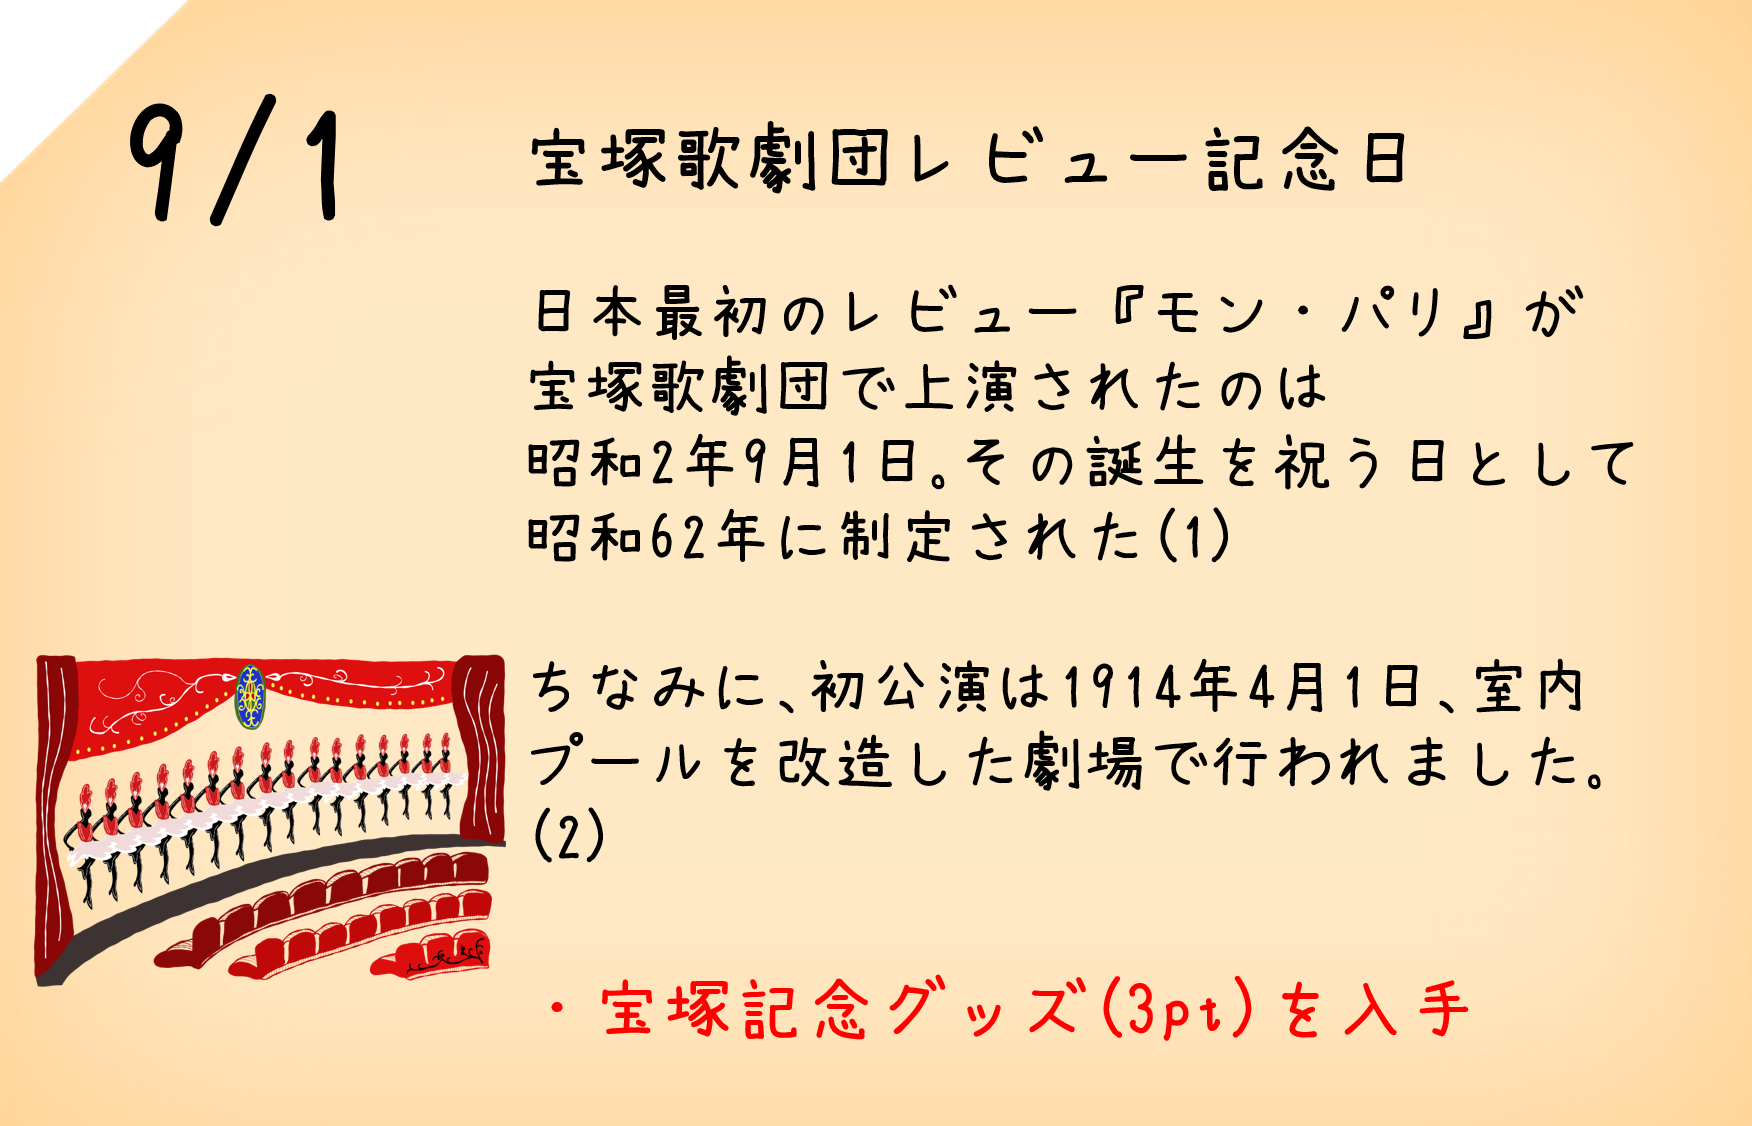 9/1
宝塚歌劇団レビュー記念日
日本最初のレビュー『モン・パリ』が
宝塚歌劇団で上演されたのは
昭和2年9月1日。その誕生を祝う日として
昭和62年に制定された(1)
ちなみに、初公演は1914年4月1日、室内
プールを改造した劇場で行われました。
(2)
・宝塚記念グッズ(3pt)を入手